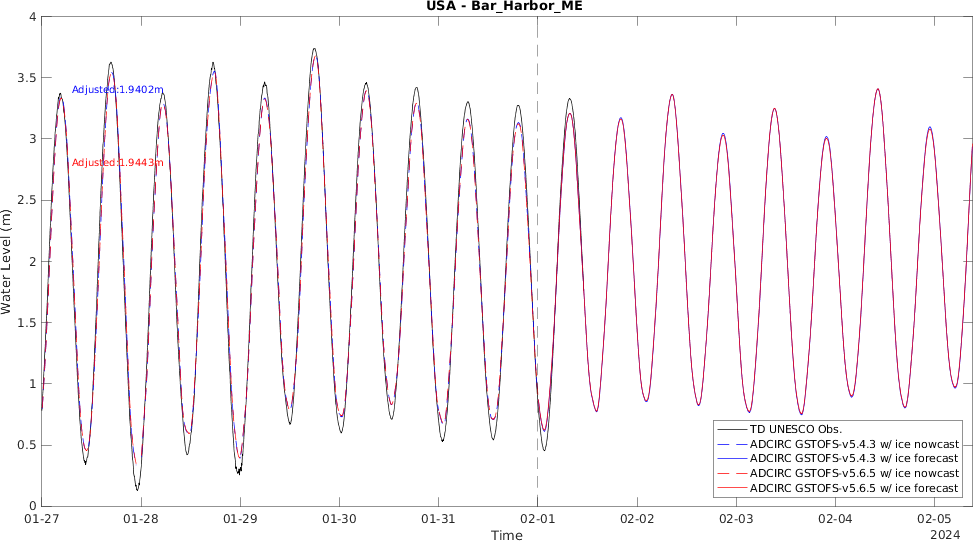 USA - Bar_Harbor_ME
4
3.5
3
2.5
2
1.5
1
0.5
0
Water Level (m)
Adjusted:1.9402m
Adjusted:1.9443m
TD UNESCO Obs.
ADCIRC GSTOFS-v5.4.3 w/ ice nowcast
ADCIRC GSTOFS-v5.4.3 w/ ice forecast
ADCIRC GSTOFS-v5.6.5 w/ ice nowcast
ADCIRC GSTOFS-v5.6.5 w/ ice forecast
01-27 01-28 01-29 01-30 01-31 02-01 02-02 02-03 02-04 02-05
Time
2024